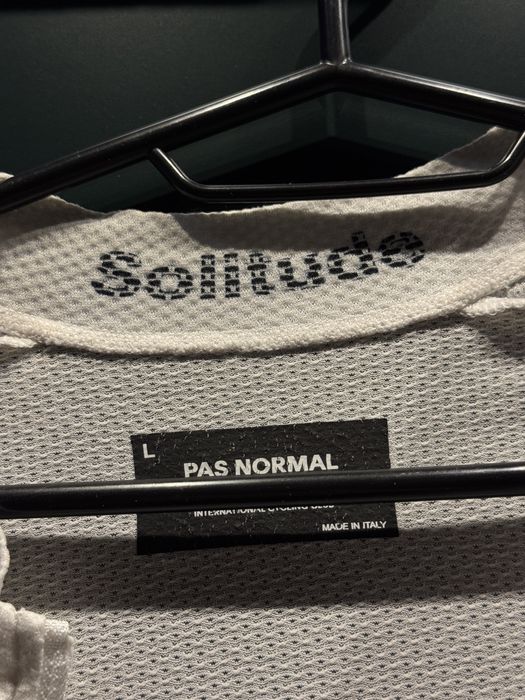 Solitude
L
PAS NORMAL
INTERNATIONAL CYCLING CLUB
MADE IN ITALY